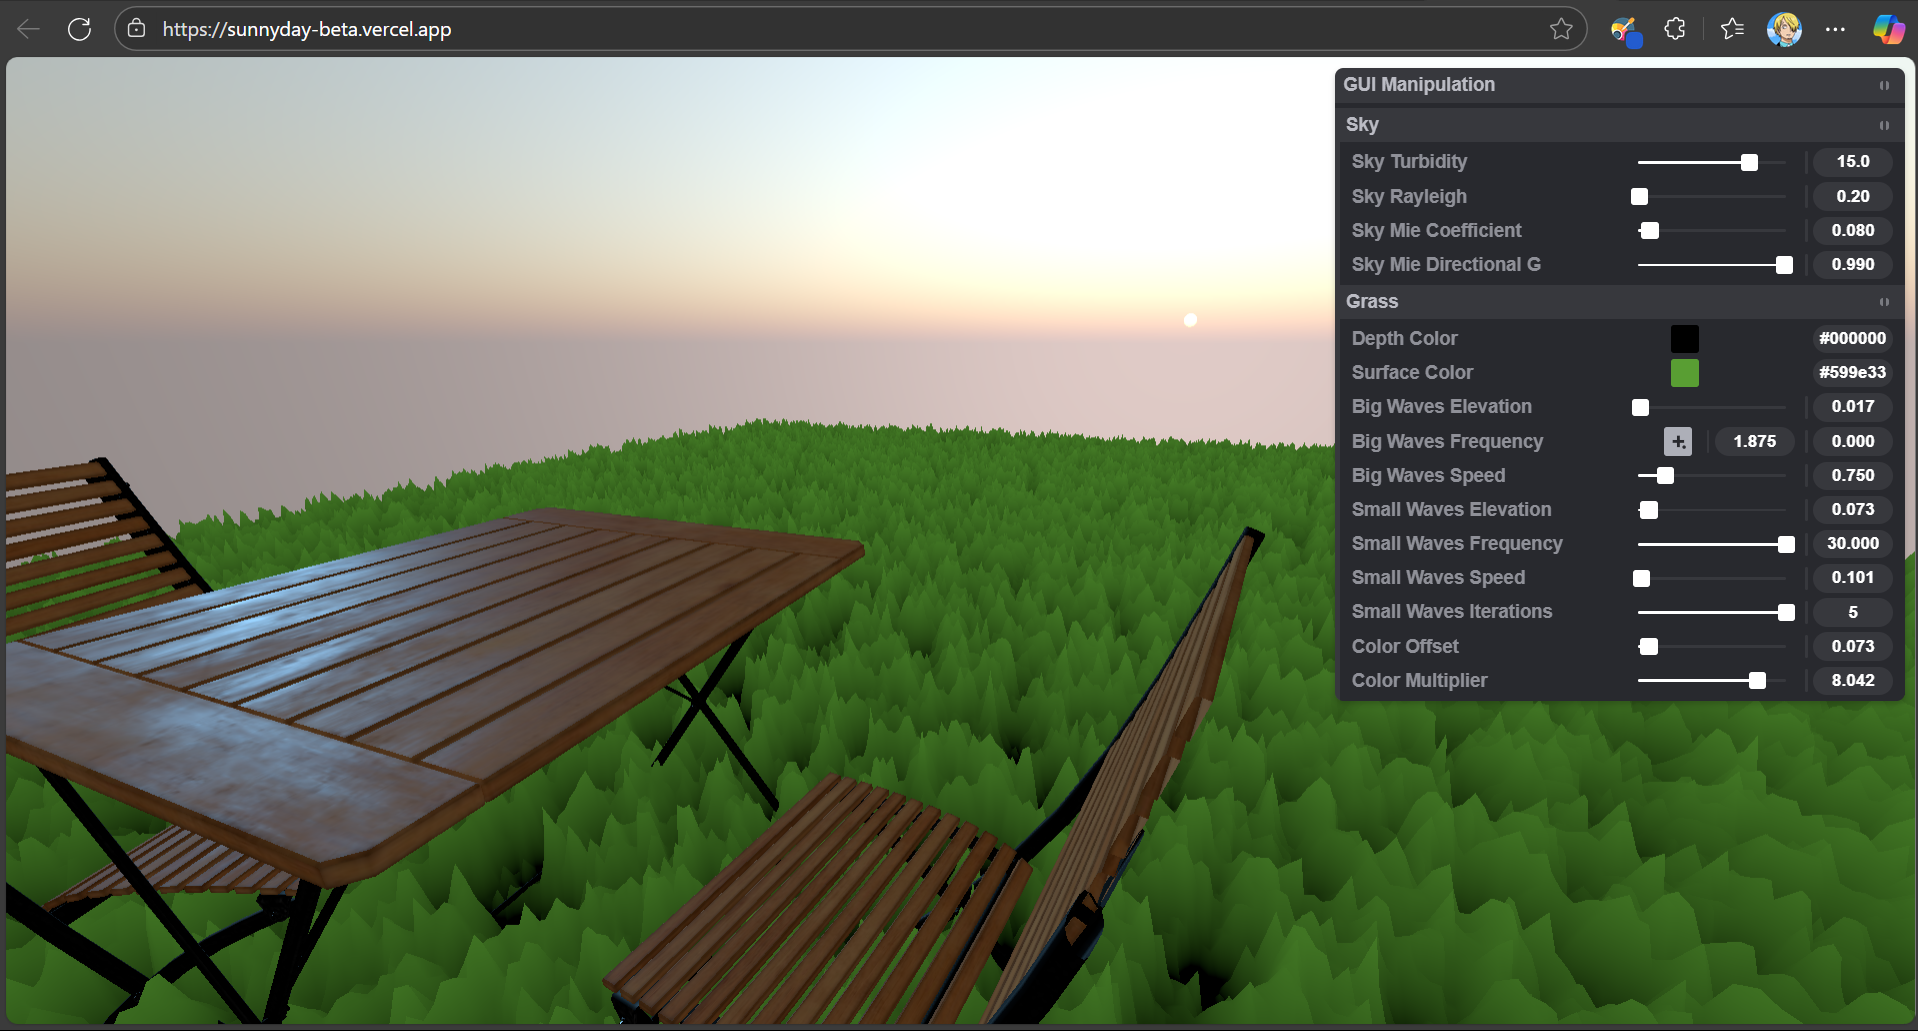 https://sunnyday-beta.vercel.app
GUI Manipulation
Sky
Sky Turbidity 15.0
Sky Rayleigh 0.20
Sky Mie Coefficient 0.080
Sky Mie Directional G 0.990
Grass
Depth Color #000000
Surface Color #599e33
Big Waves Elevation 0.017
Big Waves Frequency 1.875 0.000
Big Waves Speed 0.750
Small Waves Elevation 0.073
Small Waves Frequency 30.000
Small Waves Speed 0.101
Small Waves Iterations 5
Color Offset 0.073
Color Multiplier 8.042